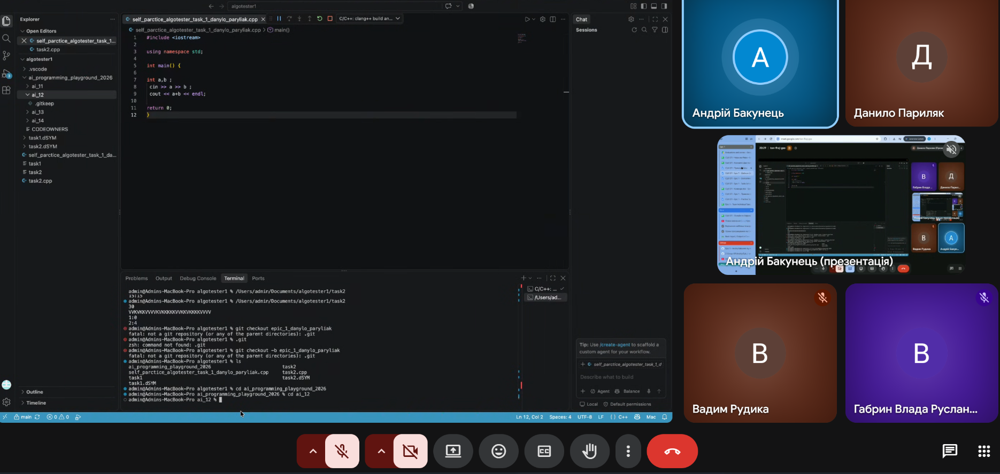 algotester1
Explorer
Open Editors
self_parctice_algotester_task_1...
task2.cpp
algotester1
.vscode
ai_programming_playground_2026
ai_11
ai_12
.gitkeep
ai_13
ai_14
CODEOWNERS
task1.dSYM
task2.dSYM
self_parctice_algotester_task_1_da...
task1
task2
task2.cpp
Outline
Timeline
self_parctice_algotester_task_1_danylo_paryliak.cpp
C/C++: clang++ build an...
self_parctice_algotester_task_1_danylo_paryliak.cpp > main()
1 #include <iostream>
2
3 using namespace std;
4
5 int main() {
6
7 int a,b ;
8 cin >> a >> b ;
9 cout << a+b << endl;
10
11 return 0;
12 }
Problems Output Debug Console Terminal Ports
admin@Admins-MacBook-Pro algotester1 % /Users/admin/Documents/algotester1/task2
15:15
admin@Admins-MacBook-Pro algotester1 % /Users/admin/Documents/algotester1/task2
30
1:0
2:4
admin@Admins-MacBook-Pro algotester1 % git checkout epic_1_danylo_paryliak
fatal: not a git repository (or any of the parent directories): .git
admin@Admins-MacBook-Pro algotester1 % .git
zsh: command not found: .git
admin@Admins-MacBook-Pro algotester1 % git checkout -b epic_1_danylo_paryliak
fatal: not a git repository (or any of the parent directories): .git
admin@Admins-MacBook-Pro algotester1 % ls
ai_programming_playground_2026 task2
self_parctice_algotester_task_1_danylo_paryliak.cpp task2.cpp
task1 task2.dSYM
task1.dSYM
admin@Admins-MacBook-Pro algotester1 % cd ai_programming_playground_2026
admin@Admins-MacBook-Pro ai_programming_playground_2026 % cd ai_12
admin@Admins-MacBook-Pro ai_12 %
C/C++: ...
/Users/ad...
Chat
Sessions
Tip: Use /create-agent to scaffold a
custom agent for your workflow.
self_parctice_algotester_task_1_d
Describe what to build
Agent Balance
Local Default permissions
main 0 0
Ln 12, Col 2 Spaces: 4 UTF-8 LF {} C++ Mac
А
Андрій Бакунець
Д
Данило Париляк
Андрій Бакунець (презентація)
В
Вадим Рудика
В
Габрин Влада Руслан...
CC